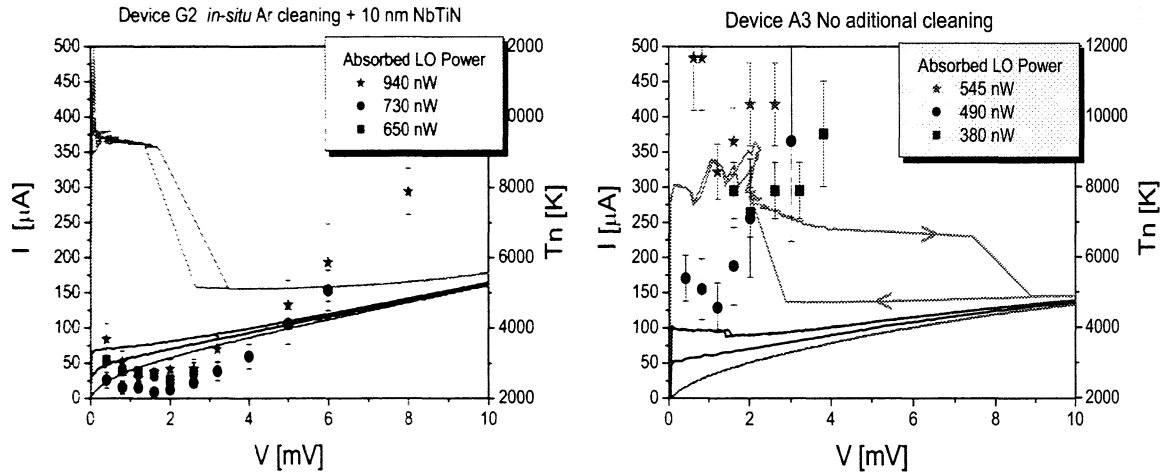 Device G2 in-situ Ar cleaning + 10 nm NbTiN
Absorbed LO Power
940 nW
730 nW
650 nW
500
450
400
350
300
250
200
150
100
50
0
I [μA]
12000
10000
8000
6000
4000
2000
Tn [K]
0 2 4 6 8 10
V [mV]
Device A3 No aditional cleaning
Absorbed LO Power
545 nW
490 nW
380 nW
500
450
400
350
300
250
200
150
100
50
0
I [μA]
12000
10000
8000
6000
4000
2000
Tn [K]
0 2 4 6 8 10
V [mV]